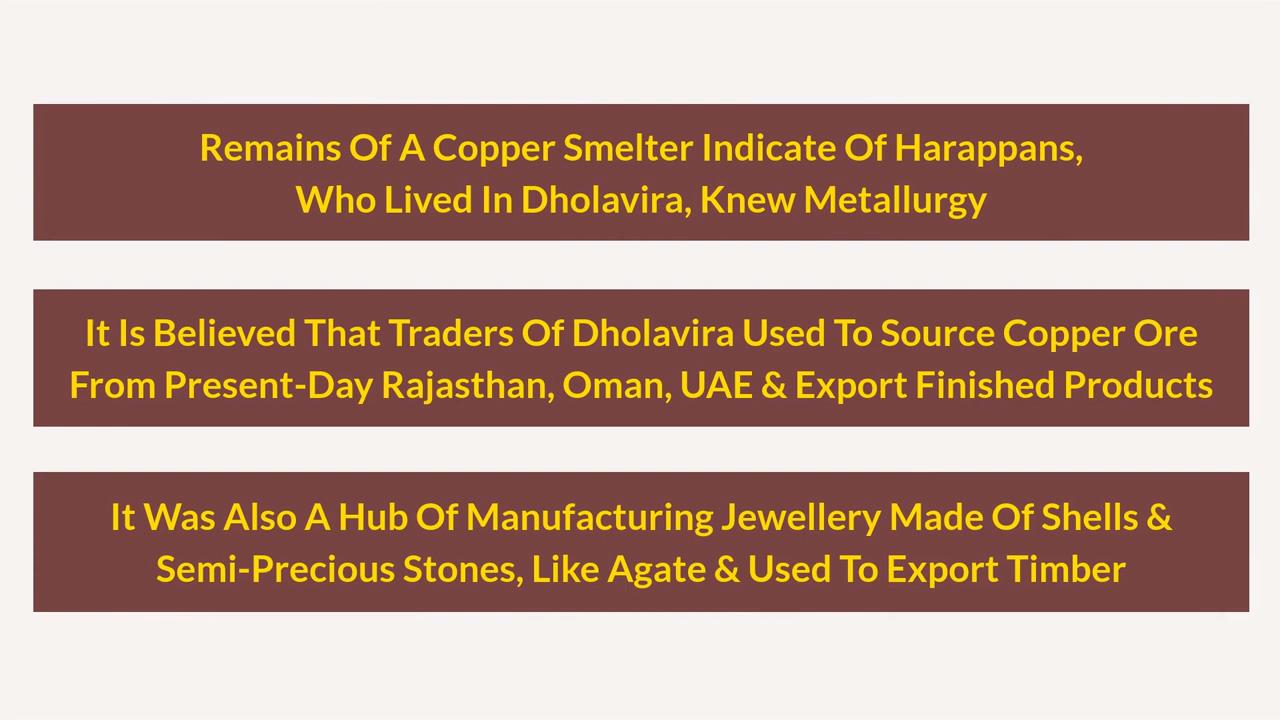 Remains Of A Copper Smelter Indicate Of Harappans,
Who Lived In Dholavira, Knew Metallurgy
It Is Believed That Traders Of Dholavira Used To Source Copper Ore
From Present-Day Rajasthan, Oman, UAE & Export Finished Products
It Was Also A Hub Of Manufacturing Jewellery Made Of Shells &
Semi-Precious Stones, Like Agate & Used To Export Timber